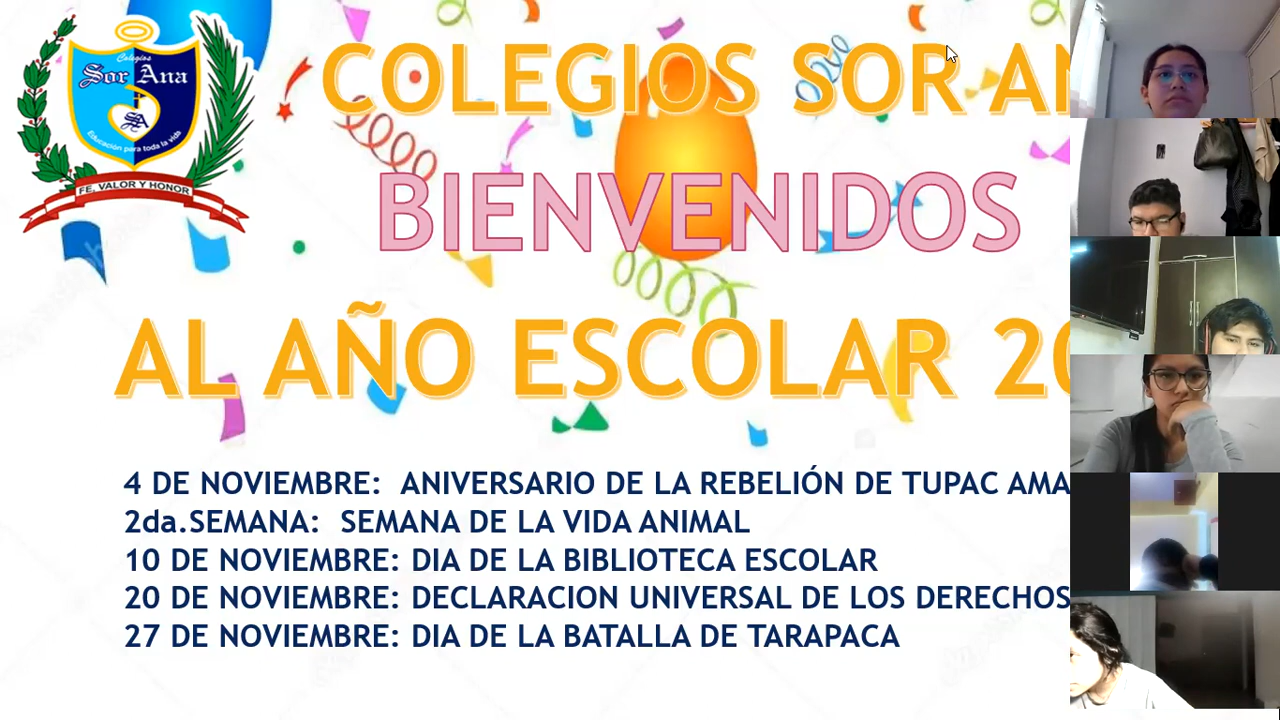 Colegios
Sor Ana
SA
Educación para toda la vida
FE, VALOR Y HONOR
COLEGIOS SOR AN
BIENVENIDOS
AL AÑO ESCOLAR 20
4 DE NOVIEMBRE: ANIVERSARIO DE LA REBELIÓN DE TUPAC AMA
2da.SEMANA: SEMANA DE LA VIDA ANIMAL
10 DE NOVIEMBRE: DIA DE LA BIBLIOTECA ESCOLAR
20 DE NOVIEMBRE: DECLARACION UNIVERSAL DE LOS DERECHOS
27 DE NOVIEMBRE: DIA DE LA BATALLA DE TARAPACA